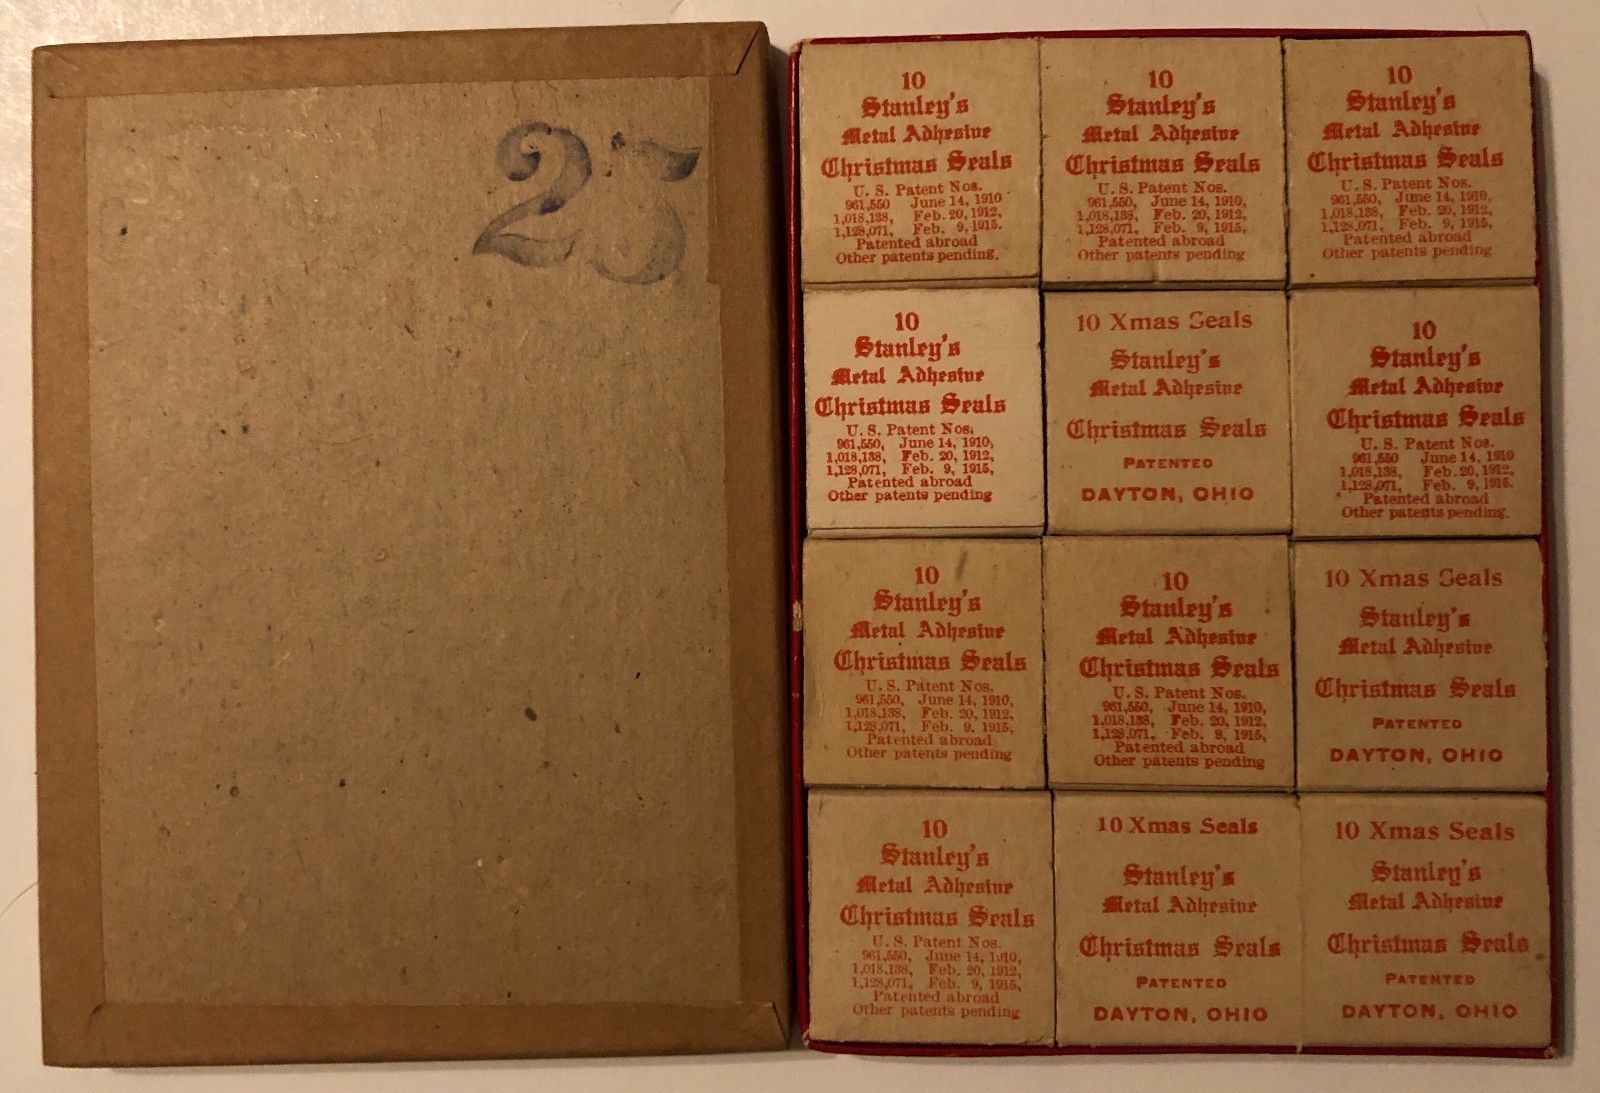 25
10
Stanley's
Metal Adhesive
Christmas Seals
U. S. Patent Nos.
961,550 June 14, 1910
1,018,138, Feb. 20, 1912,
1,128,071, Feb. 9, 1915.
Patented abroad
Other patents pending.
10
Stanley's
Metal Adhesive
Christmas Seals
U. S. Patent Nos.
961,550, June 14, 1910,
1,018,138, Feb. 20, 1912,
1,128,071, Feb. 9, 1915,
Patented abroad
Other patents pending
10
Stanley's
Metal Adhesive
Christmas Seals
U. S. Patent Nos.
961,550, June 14, 1910,
1,018,138, Feb. 20, 1912,
1,128,071, Feb. 9, 1915,
Patented abroad
Other patents pending
10
Stanley's
Metal Adhesive
Christmas Seals
U. S. Patent Nos.
961,550, June 14, 1910,
1,018,138, Feb. 20, 1912,
1,128,071, Feb. 9, 1915,
Patented abroad
Other patents pending
10 Xmas Seals
Stanley's
Metal Adhesive
Christmas Seals
PATENTED
DAYTON, OHIO
10
Stanley's
Metal Adhesive
Christmas Seals
U. S. Patent Nos.
961,550 June 14, 1910
1,018,138, Feb. 20, 1912,
1,128,071, Feb. 9, 1915.
Patented abroad
Other patents pending.
10
Stanley's
Metal Adhesive
Christmas Seals
U. S. Patent Nos.
961,550, June 14, 1910,
1,018,138, Feb. 20, 1912,
1,128,071, Feb. 9, 1915,
Patented abroad
Other patents pending
10
Stanley's
Metal Adhesive
Christmas Seals
U. S. Patent Nos.
961,550, June 14, 1910,
1,018,138, Feb. 20, 1912,
1,128,071, Feb. 9, 1915,
Patented abroad
Other patents pending
10 Xmas Seals
Stanley's
Metal Adhesive
Christmas Seals
PATENTED
DAYTON, OHIO
10
Stanley's
Metal Adhesive
Christmas Seals
U. S. Patent Nos.
961,550, June 14, 1910,
1,018,138, Feb. 20, 1912,
1,128,071, Feb. 9, 1915,
Patented abroad
Other patents pending
10 Xmas Seals
Stanley's
Metal Adhesive
Christmas Seals
PATENTED
DAYTON, OHIO
10 Xmas Seals
Stanley's
Metal Adhesive
Christmas Seals
PATENTED
DAYTON, OHIO